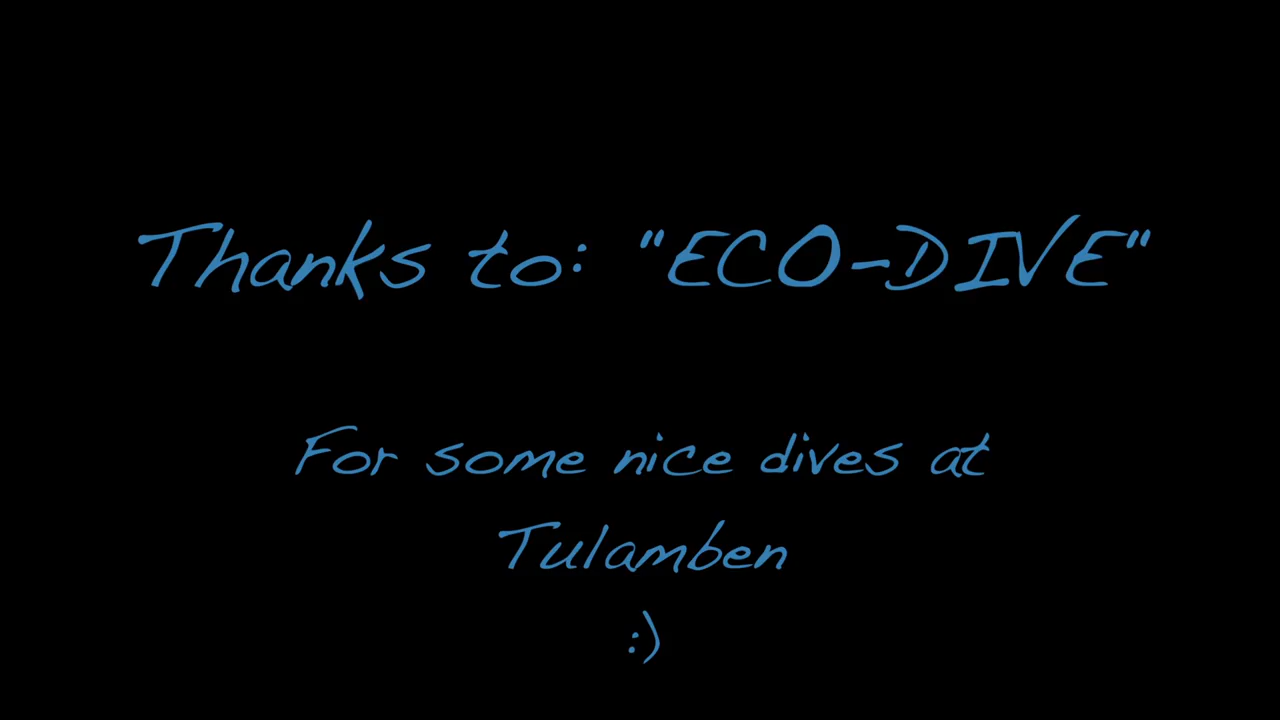 Thanks to: "ECO-DIVE"
For some nice dives at
Tulamben
:)